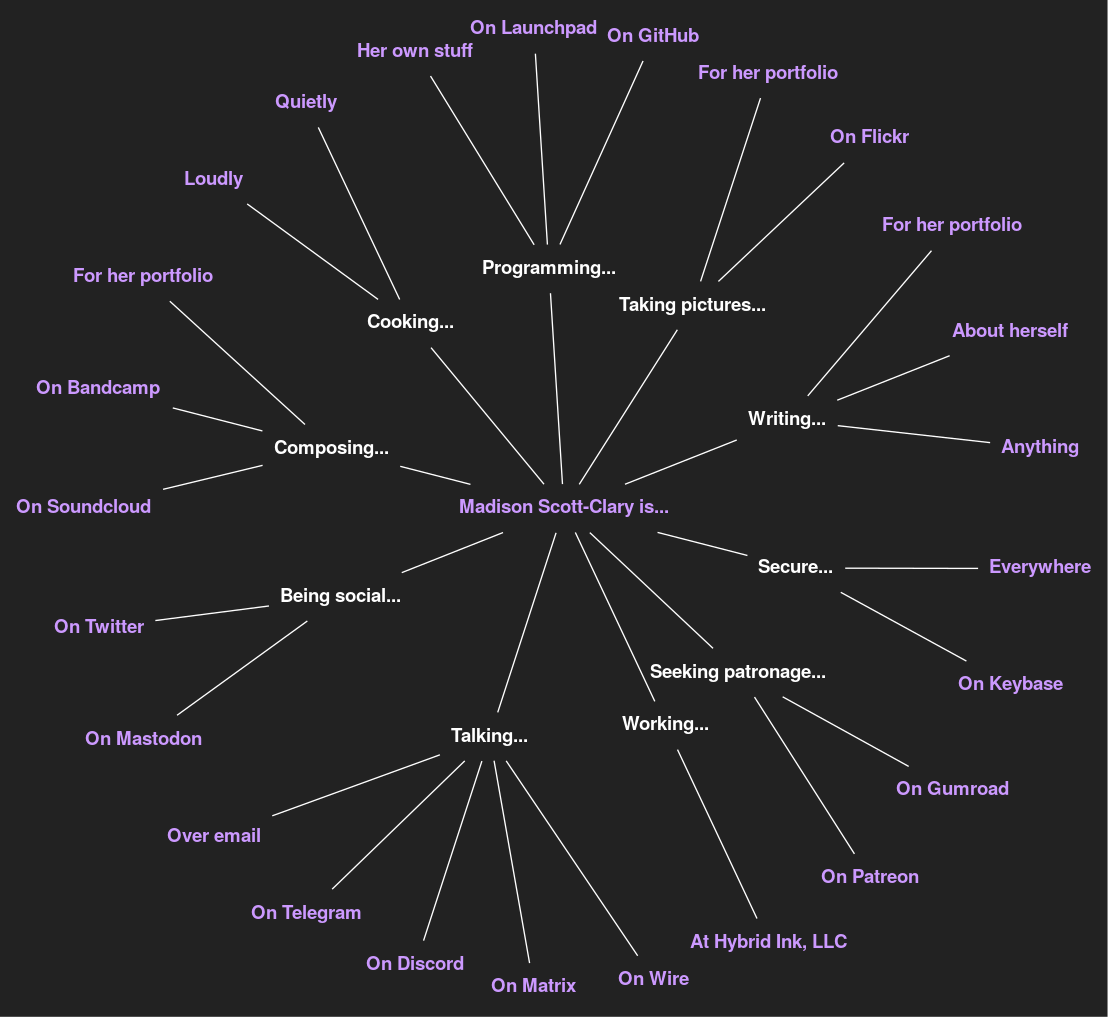 On Launchpad
On GitHub
Her own stuff
For her portfolio
Quietly
On Flickr
Loudly
For her portfolio
Programming...
For her portfolio
Taking pictures...
Cooking...
About herself
On Bandcamp
Writing...
Composing...
Anything
On Soundcloud
Madison Scott-Clary is...
Secure...
Everywhere
Being social...
On Twitter
Seeking patronage...
On Keybase
Working...
Talking...
On Mastodon
On Gumroad
Over email
On Patreon
On Telegram
At Hybrid Ink, LLC
On Discord
On Wire
On Matrix